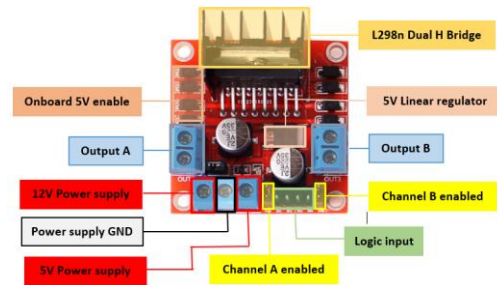 L298n Dual H Bridge
Onboard 5V enable
5V Linear regulator
Output A
Output B
12V Power supply
Channel B enabled
Power supply GND
Logic input
5V Power supply
Channel A enabled